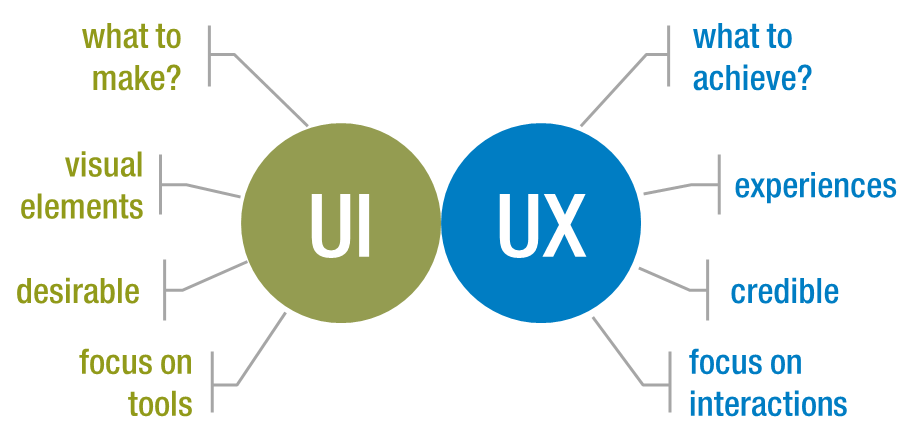 what to
make?
visual
elements
desirable
focus on
tools
UI
UX
what to
achieve?
experiences
credible
focus on
interactions